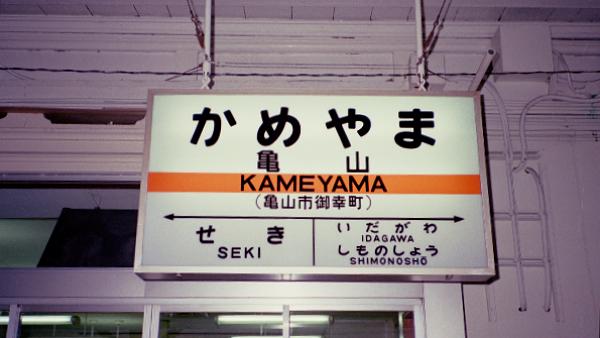 かめやま
亀山
KAMEYAMA
(亀山市御幸町)
せき
SEKI
いだがわ
IDAGAWA
しものしょう
SHIMONOSHŌ